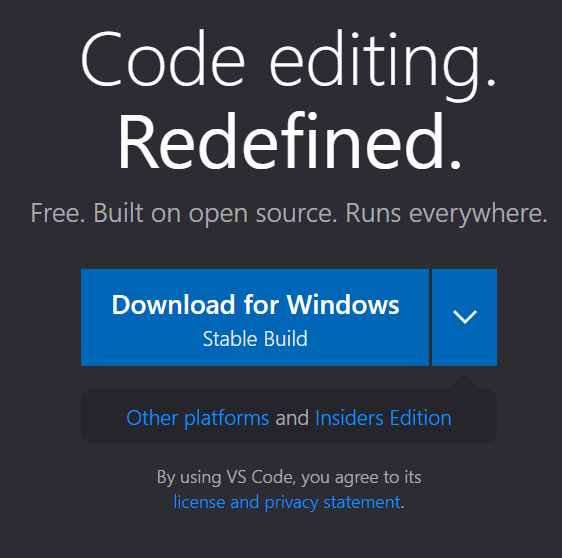 Code editing.
Redefined.
Free. Built on open source. Runs everywhere.
Download for Windows
Stable Build
Other platforms and Insiders Edition
By using VS Code, you agree to its
license and privacy statement.